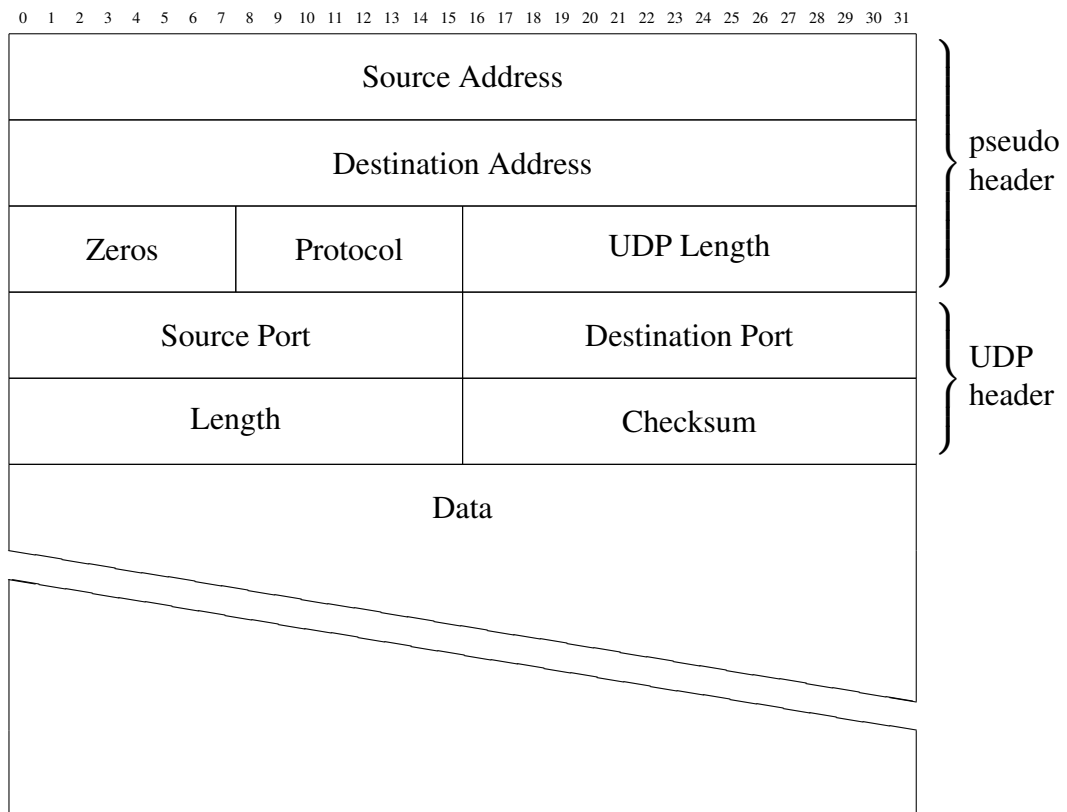 0 1 2 3 4 5 6 7 8 9 10 11 12 13 14 15 16 17 18 19 20 21 22 23 24 25 26 27 28 29 30 31
Source Address
Destination Address
pseudo
header
Zeros Protocol UDP Length
Source Port Destination Port
UDP
header
Length Checksum
Data